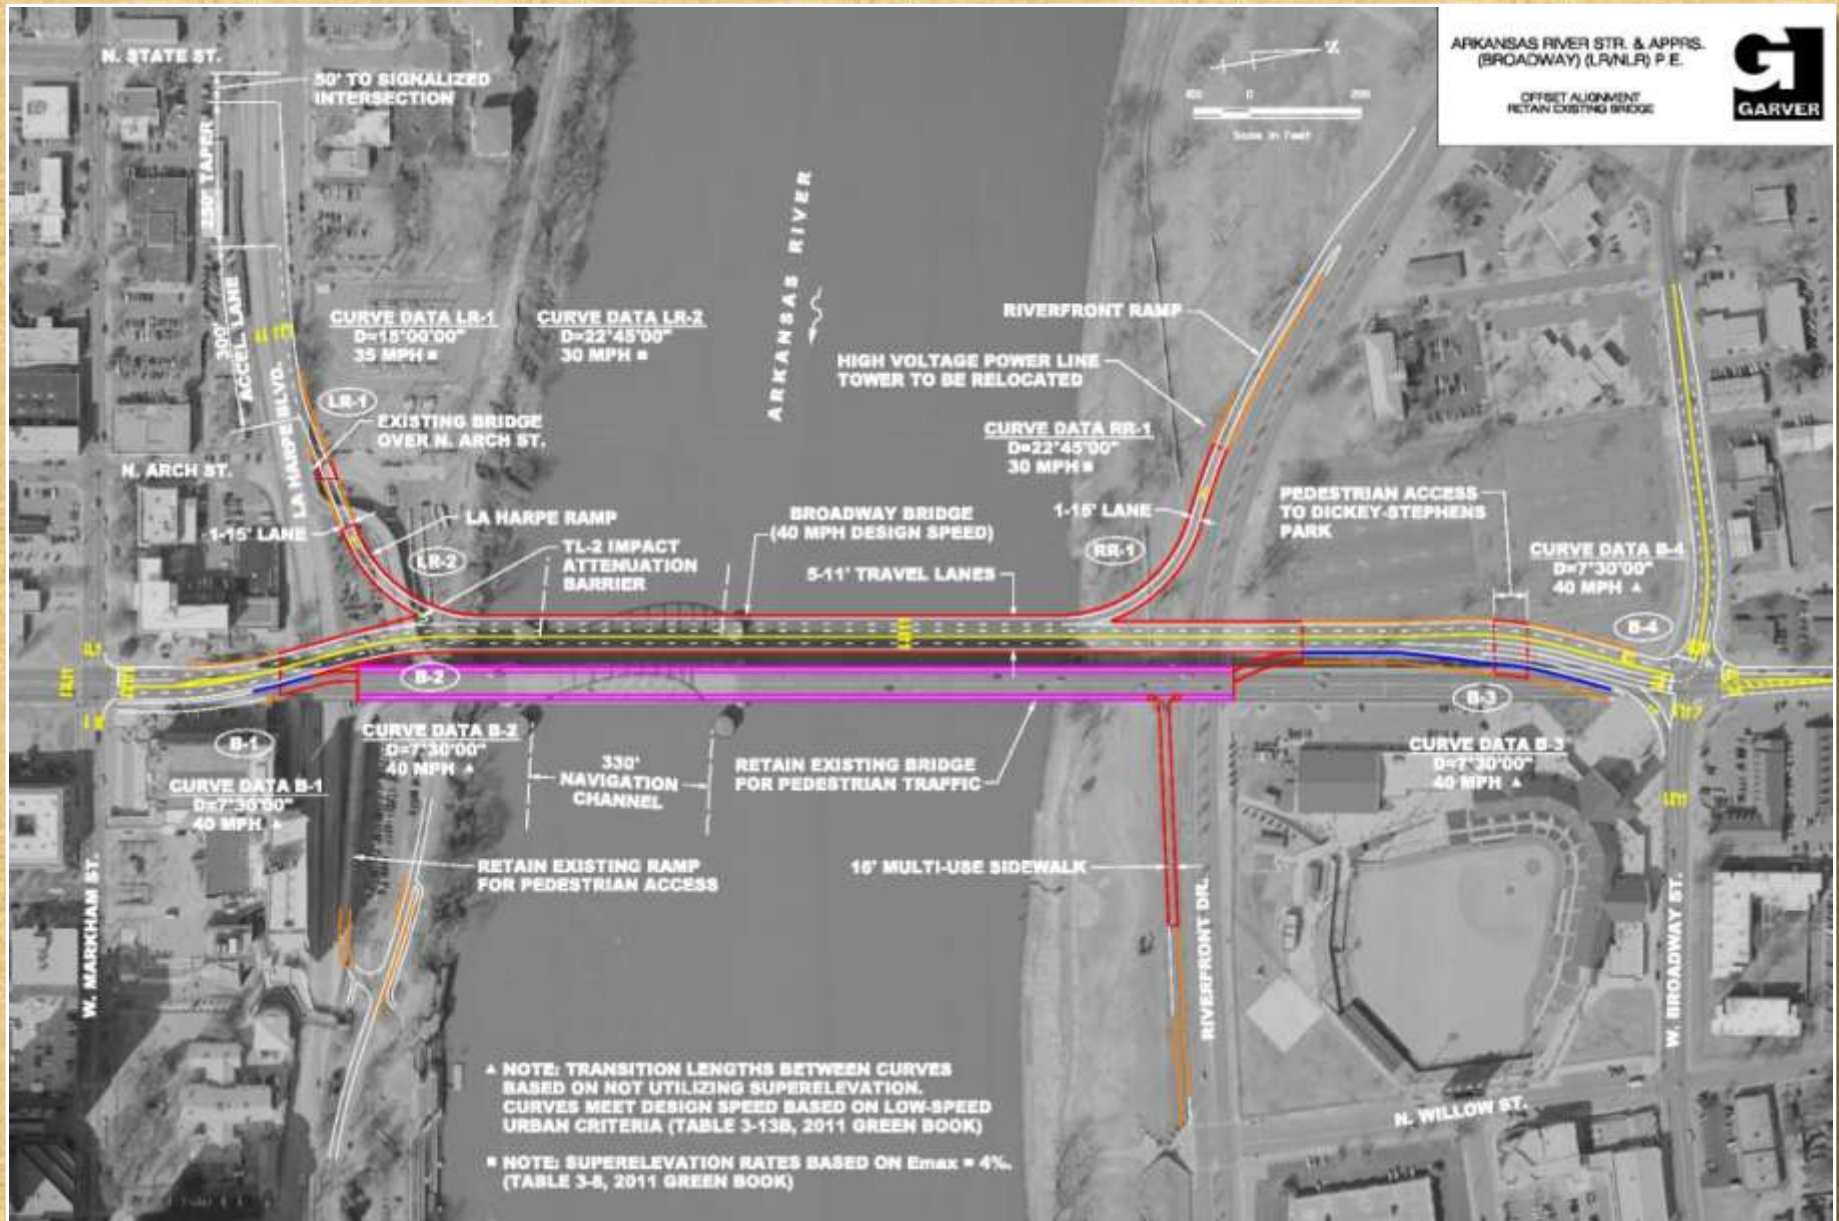 ARKANSAS RIVER STR. & APPRS.
(BROADWAY) (LR/NLR) P.E.
OFFSET ALIGNMENT
RETAIN EXISTING BRIDGE
GARVER
N. STATE ST.
50' TO SIGNALIZED
INTERSECTION
250' TAPER
300'
ACCEL. LANE
LA HARPE BLVD.
N
0
Scale in Feet
ARKANSAS RIVER
CURVE DATA LR-1
D=15°00'00"
35 MPH ■
CURVE DATA LR-2
D=22°45'00"
30 MPH ■
RIVERFRONT RAMP
HIGH VOLTAGE POWER LINE
TOWER TO BE RELOCATED
LR-1
EXISTING BRIDGE
OVER N. ARCH ST.
CURVE DATA RR-1
D=22°45'00"
30 MPH ■
N. ARCH ST.
1-15' LANE
LA HARPE RAMP
LR-2
TL-2 IMPACT
ATTENUATION
BARRIER
BROADWAY BRIDGE
(40 MPH DESIGN SPEED)
5-11' TRAVEL LANES
1-15' LANE
RR-1
PEDESTRIAN ACCESS
TO DICKEY-STEPHENS
PARK
CURVE DATA B-4
D=7°30'00"
40 MPH ▲
B-4
B-2
B-3
B-1
CURVE DATA B-2
D=7°30'00"
40 MPH ▲
CURVE DATA B-1
D=7°30'00"
40 MPH ▲
330'
NAVIGATION
CHANNEL
RETAIN EXISTING BRIDGE
FOR PEDESTRIAN TRAFFIC
CURVE DATA B-3
D=7°30'00"
40 MPH ▲
RETAIN EXISTING RAMP
FOR PEDESTRIAN ACCESS
16' MULTI-USE SIDEWALK
W. MARKHAM ST.
RIVERFRONT DR.
W. BROADWAY ST.
N. WILLOW ST.
▲ NOTE: TRANSITION LENGTHS BETWEEN CURVES
BASED ON NOT UTILIZING SUPERELEVATION.
CURVES MEET DESIGN SPEED BASED ON LOW-SPEED
URBAN CRITERIA (TABLE 3-13B, 2011 GREEN BOOK)
■ NOTE: SUPERELEVATION RATES BASED ON Emax = 4%.
(TABLE 3-8, 2011 GREEN BOOK)